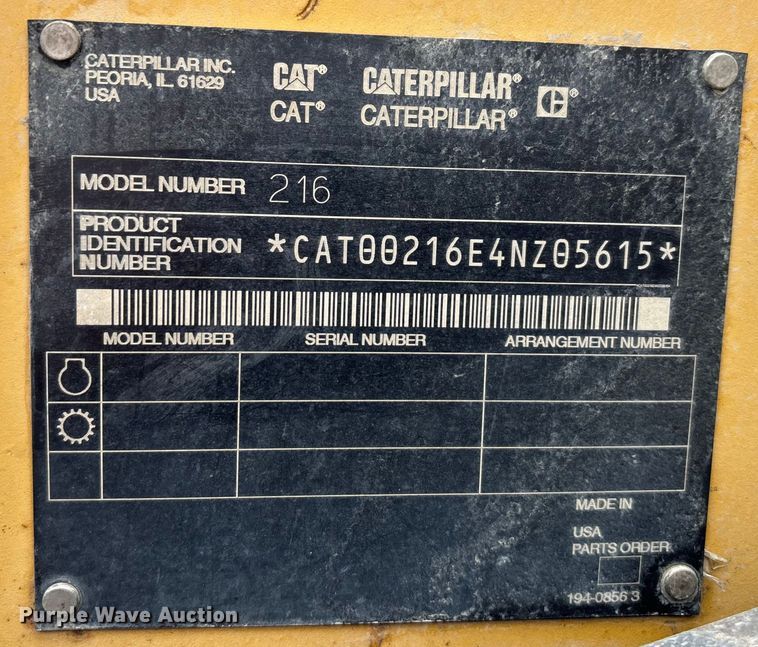 CATERPILLAR INC.
PEORIA, IL 61629
USA
CAT® CATERPILLAR® C
CAT® CATERPILLAR®
MODEL NUMBER 216
PRODUCT
IDENTIFICATION
NUMBER
*CAT00216E4NZ05615*
MODEL NUMBER SERIAL NUMBER ARRANGEMENT NUMBER
MADE IN
USA
PARTS ORDER
194-0856 3
Purple Wave Auction